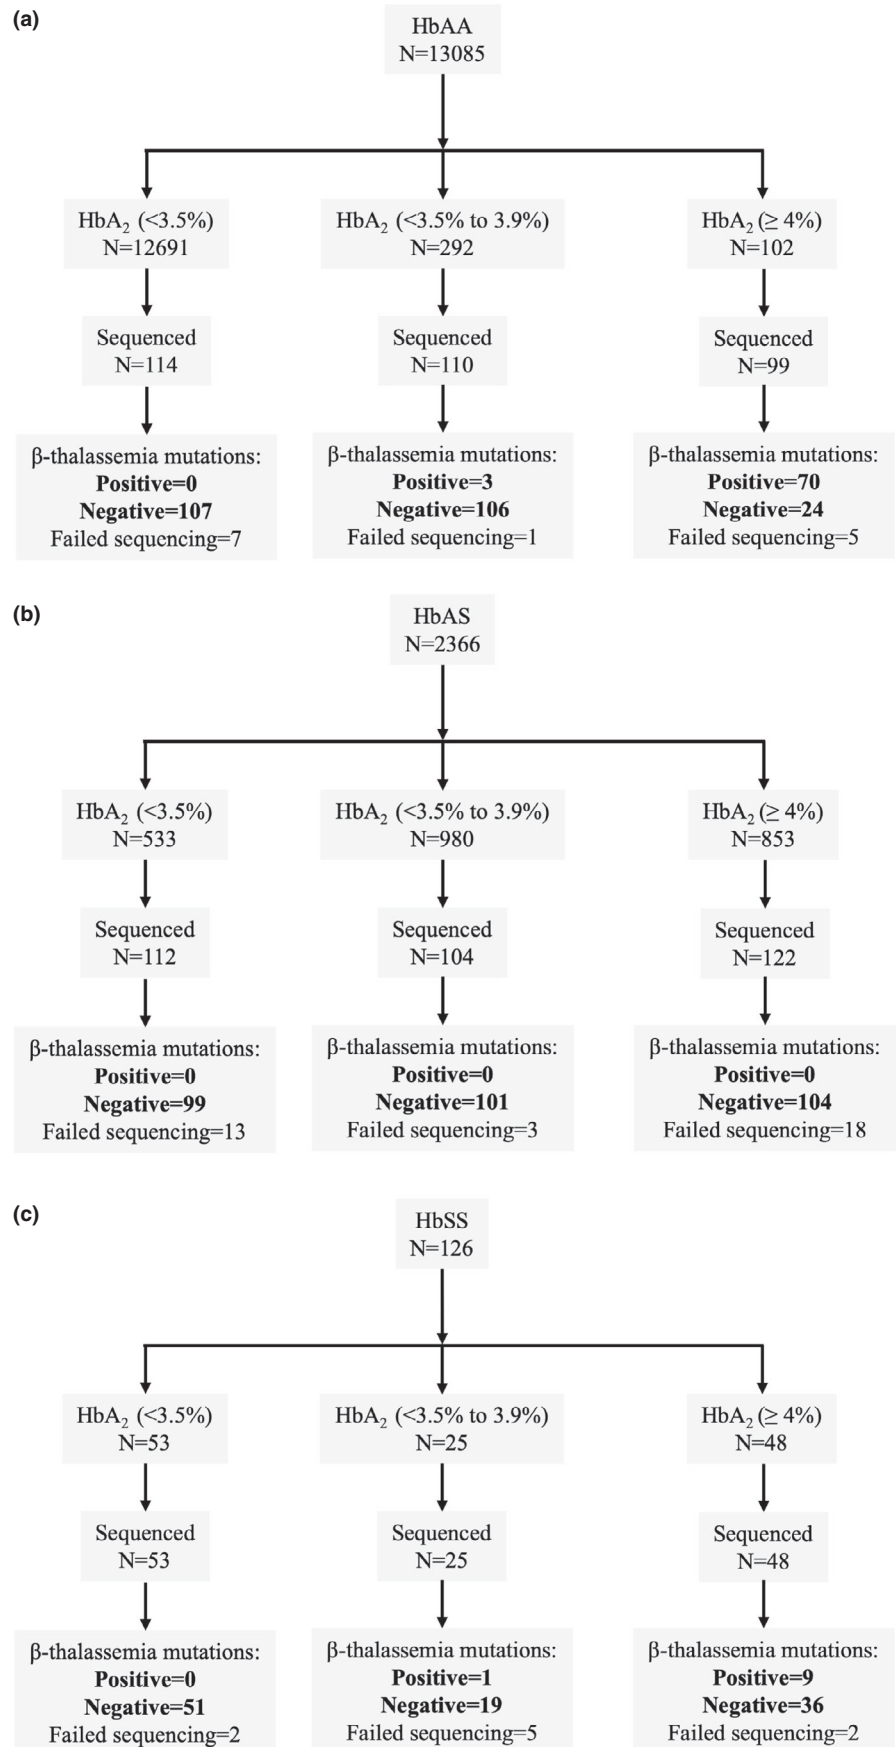 (a)
HbAA
N=13085
HbA₂ (<3.5%)
N=12691
HbA₂ (<3.5% to 3.9%)
N=292
HbA₂ (≥ 4%)
N=102
Sequenced
N=114
Sequenced
N=110
Sequenced
N=99
β-thalassemia mutations:
Positive=0
Negative=107
Failed sequencing=7
β-thalassemia mutations:
Positive=3
Negative=106
Failed sequencing=1
β-thalassemia mutations:
Positive=70
Negative=24
Failed sequencing=5
(b)
HbAS
N=2366
HbA₂ (<3.5%)
N=533
HbA₂ (<3.5% to 3.9%)
N=980
HbA₂ (≥ 4%)
N=853
Sequenced
N=112
Sequenced
N=104
Sequenced
N=122
β-thalassemia mutations:
Positive=0
Negative=99
Failed sequencing=13
β-thalassemia mutations:
Positive=0
Negative=101
Failed sequencing=3
β-thalassemia mutations:
Positive=0
Negative=104
Failed sequencing=18
(c)
HbSS
N=126
HbA₂ (<3.5%)
N=53
HbA₂ (<3.5% to 3.9%)
N=25
HbA₂ (≥ 4%)
N=48
Sequenced
N=53
Sequenced
N=25
Sequenced
N=48
β-thalassemia mutations:
Positive=0
Negative=51
Failed sequencing=2
β-thalassemia mutations:
Positive=1
Negative=19
Failed sequencing=5
β-thalassemia mutations:
Positive=9
Negative=36
Failed sequencing=2